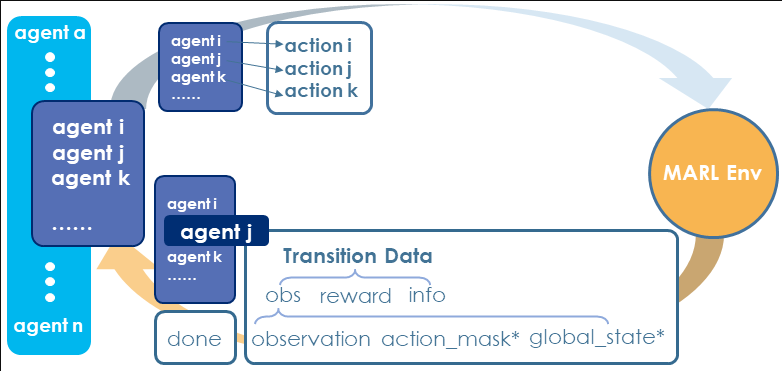 agent a
agent i
agent j
agent k
......
agent n
agent i
agent j
agent k
......
action i
action j
action k
MARL Env
agent i
agent j
agent k
......
Transition Data
obs reward info
done
observation action_mask* global_state*